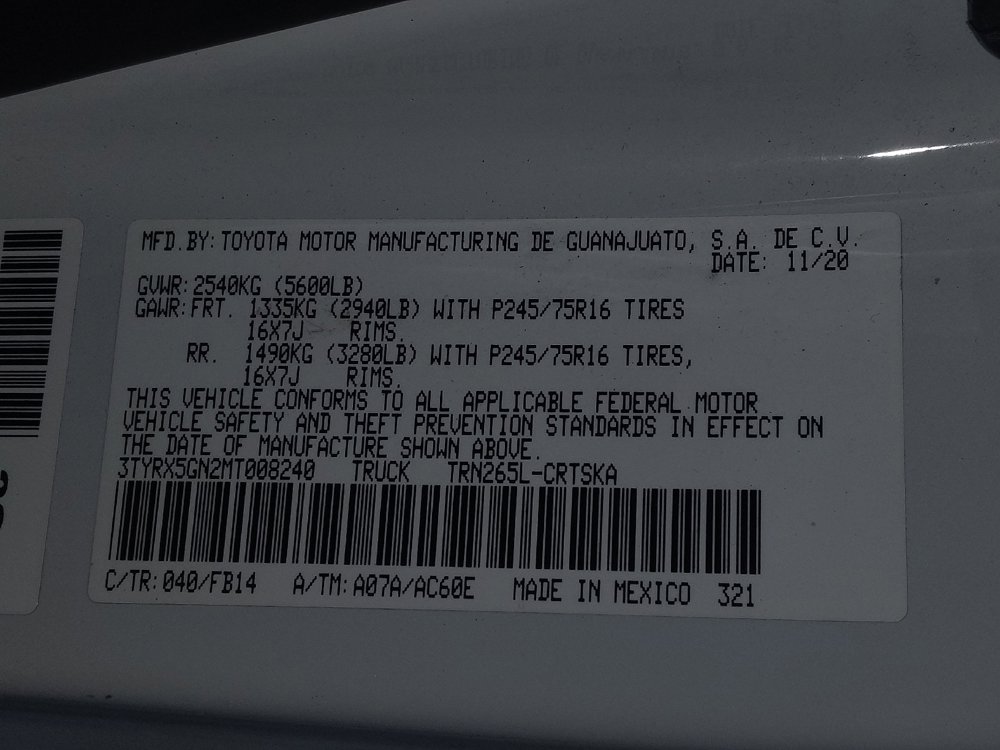 MFD.BY: TOYOTA MOTOR MANUFACTURING DE GUANAJUATO, S.A. DE C.V.
DATE: 11/20
GVWR: 2540KG (5600LB)
GAWR: FRT. 1335KG (2940LB) WITH P245/75R16 TIRES
16X7J RIMS.
RR. 1490KG (3280LB) WITH P245/75R16 TIRES,
16X7J RIMS.
THIS VEHICLE CONFORMS TO ALL APPLICABLE FEDERAL MOTOR
VEHICLE SAFETY AND THEFT PREVENTION STANDARDS IN EFFECT ON
THE DATE OF MANUFACTURE SHOWN ABOVE.
3TYRX5GN2MT008240 TRUCK TRN265L-CRTSKA
C/TR: 040/FB14 A/TM: A07A/AC60E MADE IN MEXICO 321